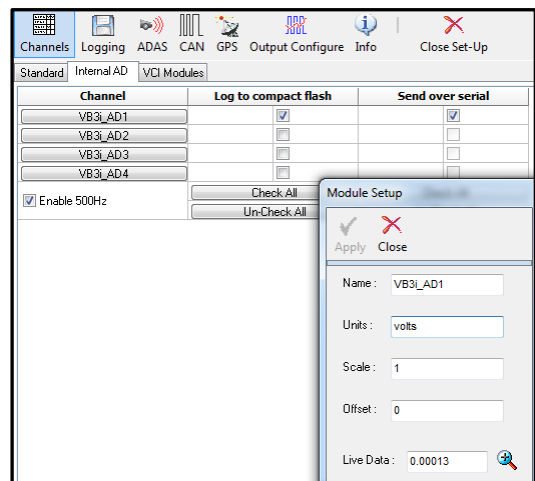 Channels Logging ADAS CAN GPS Output Configure Info Close Set-Up
Standard Internal AD VCI Modules
Channel Log to compact flash Send over serial
VB3i_AD1
VB3i_AD2
VB3i_AD3
VB3i_AD4
Enable 500Hz
Check All
Un-Check All
Module Setup
Apply Close
Name : VB3i_AD1
Units : volts
Scale : 1
Offset : 0
Live Data : 0.00013